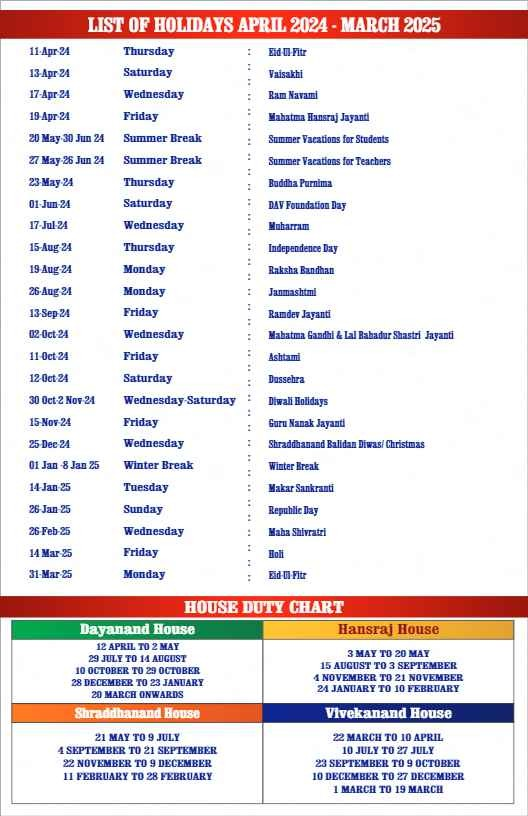 LIST OF HOLIDAYS APRIL 2024 - MARCH 2025
11-Apr-24 Thursday : Eid-Ul-Fitr
13-Apr-24 Saturday : Vaisakhi
17-Apr-24 Wednesday : Ram Navami
19-Apr-24 Friday : Mahatma Hansraj Jayanti
20 May-30 Jun 24 Summer Break : Summer Vacations for Students
27 May-26 Jun 24 Summer Break : Summer Vacations for Teachers
23-May-24 Thursday : Buddha Purnima
01-Jun-24 Saturday : DAV Foundation Day
17-Jul-24 Wednesday : Muharram
15-Aug-24 Thursday : Independence Day
19-Aug-24 Monday : Raksha Bandhan
26-Aug-24 Monday : Janmashtmi
13-Sep-24 Friday : Ramdev Jayanti
02-Oct-24 Wednesday : Mahatma Gandhi & Lal Bahadur Shastri Jayanti
11-Oct-24 Friday : Ashtami
12-Oct-24 Saturday : Dussehra
30 Oct-2 Nov-24 Wednesday-Saturday : Diwali Holidays
15-Nov-24 Friday : Guru Nanak Jayanti
25-Dec-24 Wednesday : Shraddhanand Balidan Diwas/ Christmas
01 Jan -8 Jan 25 Winter Break : Winter Break
14-Jan-25 Tuesday : Makar Sankranti
26-Jan-25 Sunday : Republic Day
26-Feb-25 Wednesday : Maha Shivratri
14 Mar-25 Friday : Holi
31-Mar-25 Monday : Eid-Ul-Fitr
HOUSE DUTY CHART
Dayanand House
12 APRIL TO 2 MAY
29 JULY TO 14 AUGUST
10 OCTOBER TO 29 OCTOBER
28 DECEMBER TO 23 JANUARY
20 MARCH ONWARDS
Hansraj House
3 MAY TO 20 MAY
15 AUGUST TO 3 SEPTEMBER
4 NOVEMBER TO 21 NOVEMBER
24 JANUARY TO 10 FEBRUARY
Shraddhanand House
21 MAY TO 9 JULY
4 SEPTEMBER TO 21 SEPTEMBER
22 NOVEMBER TO 9 DECEMBER
11 FEBRUARY TO 28 FEBRUARY
Vivekanand House
22 MARCH TO 10 APRIL
10 JULY TO 27 JULY
23 SEPTEMBER TO 9 OCTOBER
10 DECEMBER TO 27 DECEMBER
1 MARCH TO 19 MARCH